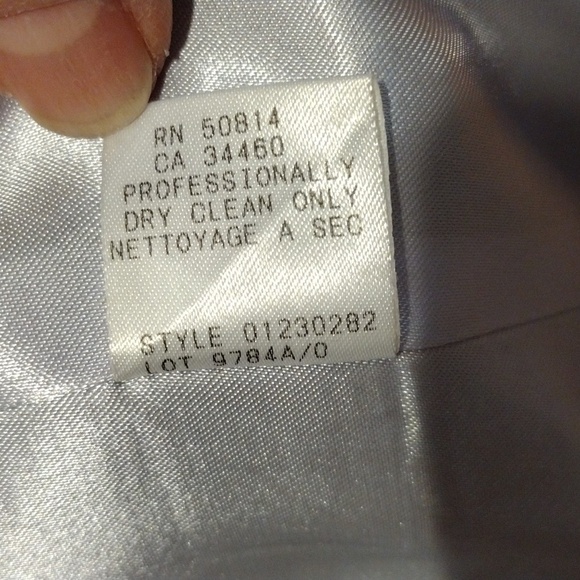 RN 50814
CA 34460
PROFESSIONALLY
DRY CLEAN ONLY
NETTOYAGE A SEC
STYLE 01230282
LOT 9784A/0